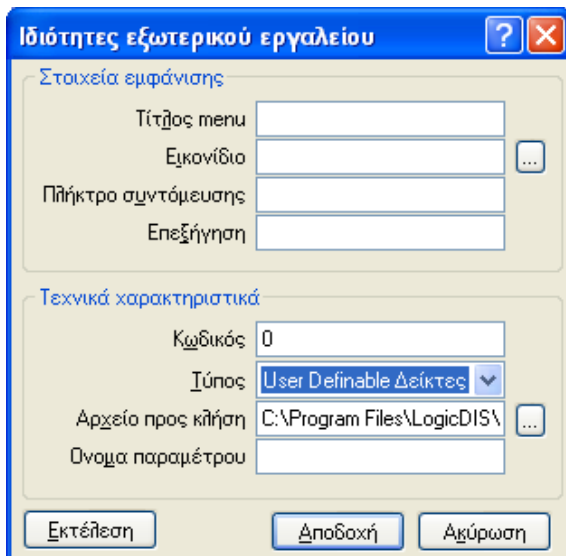 Ιδιότητες εξωτερικού εργαλείου
Στοιχεία εμφάνισης
Τίτλος menu
Εικονίδιο ...
Πλήκτρο συντόμευσης
Επεξήγηση
Τεχνικά χαρακτηριστικά
Κωδικός 0
Τύπος User Definable Δείκτες
Αρχείο προς κλήση C:\Program Files\LogicDIS\ ...
Ονομα παραμέτρου
Εκτέλεση Αποδοχή Ακύρωση